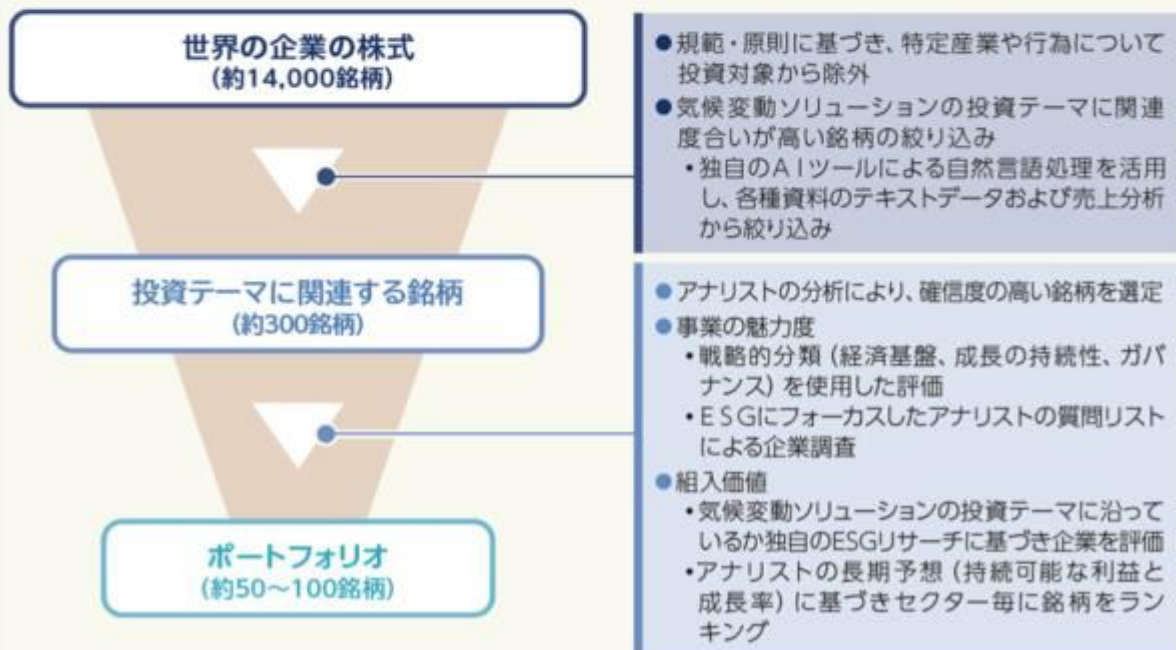 世界の企業の株式
(約14,000銘柄)
●規範・原則に基づき、特定産業や行為について
投資対象から除外
●気候変動ソリューションの投資テーマに関連
度合いが高い銘柄の絞り込み
・独自のAIツールによる自然言語処理を活用
し、各種資料のテキストデータおよび売上分析
から絞り込み
投資テーマに関連する銘柄
(約300銘柄)
●アナリストの分析により、確信度の高い銘柄を選定
●事業の魅力度
・戦略的分類(経済基盤、成長の持続性、ガバ
ナンス)を使用した評価
・ESGにフォーカスしたアナリストの質問リスト
による企業調査
●組入価値
・気候変動ソリューションの投資テーマに沿って
いるか独自のESGリサーチに基づき企業を評価
・アナリストの長期予想(持続可能な利益と
成長率)に基づきセクター毎に銘柄をラン
キング
ポートフォリオ
(約50~100銘柄)